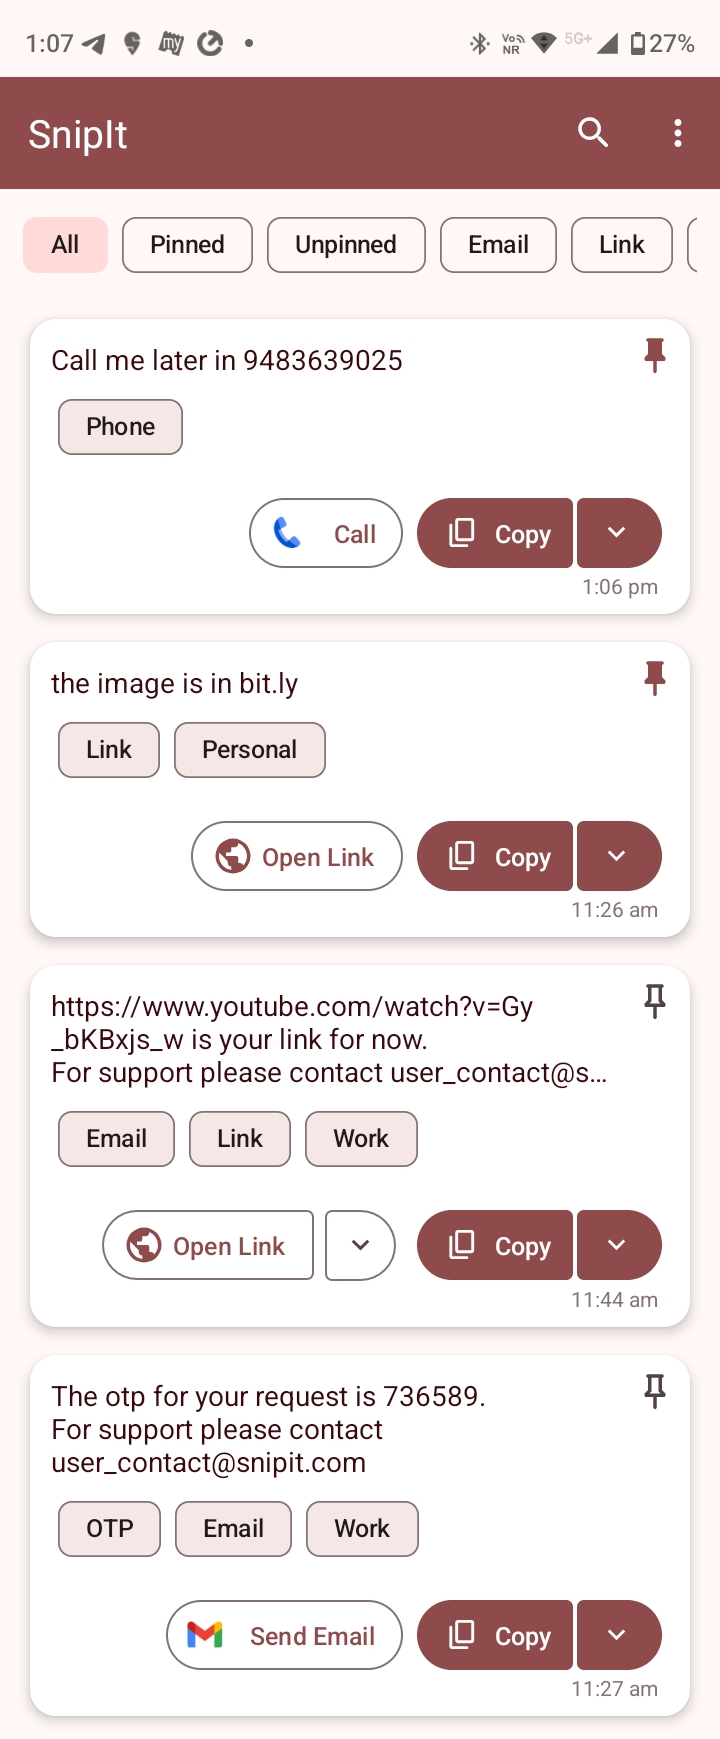 1:07 my Vo) NR 5G+ 27%
SnipIt
All Pinned Unpinned Email Link
Call me later in 9483639025
Phone
Call Copy
1:06 pm
the image is in bit.ly
Link Personal
Open Link Copy
11:26 am
https://www.youtube.com/watch?v=Gy
_bKBxjs_w is your link for now.
For support please contact user_contact@s...
Email Link Work
Open Link Copy
11:44 am
The otp for your request is 736589.
For support please contact
user_contact@snipit.com
OTP Email Work
Send Email Copy
11:27 am